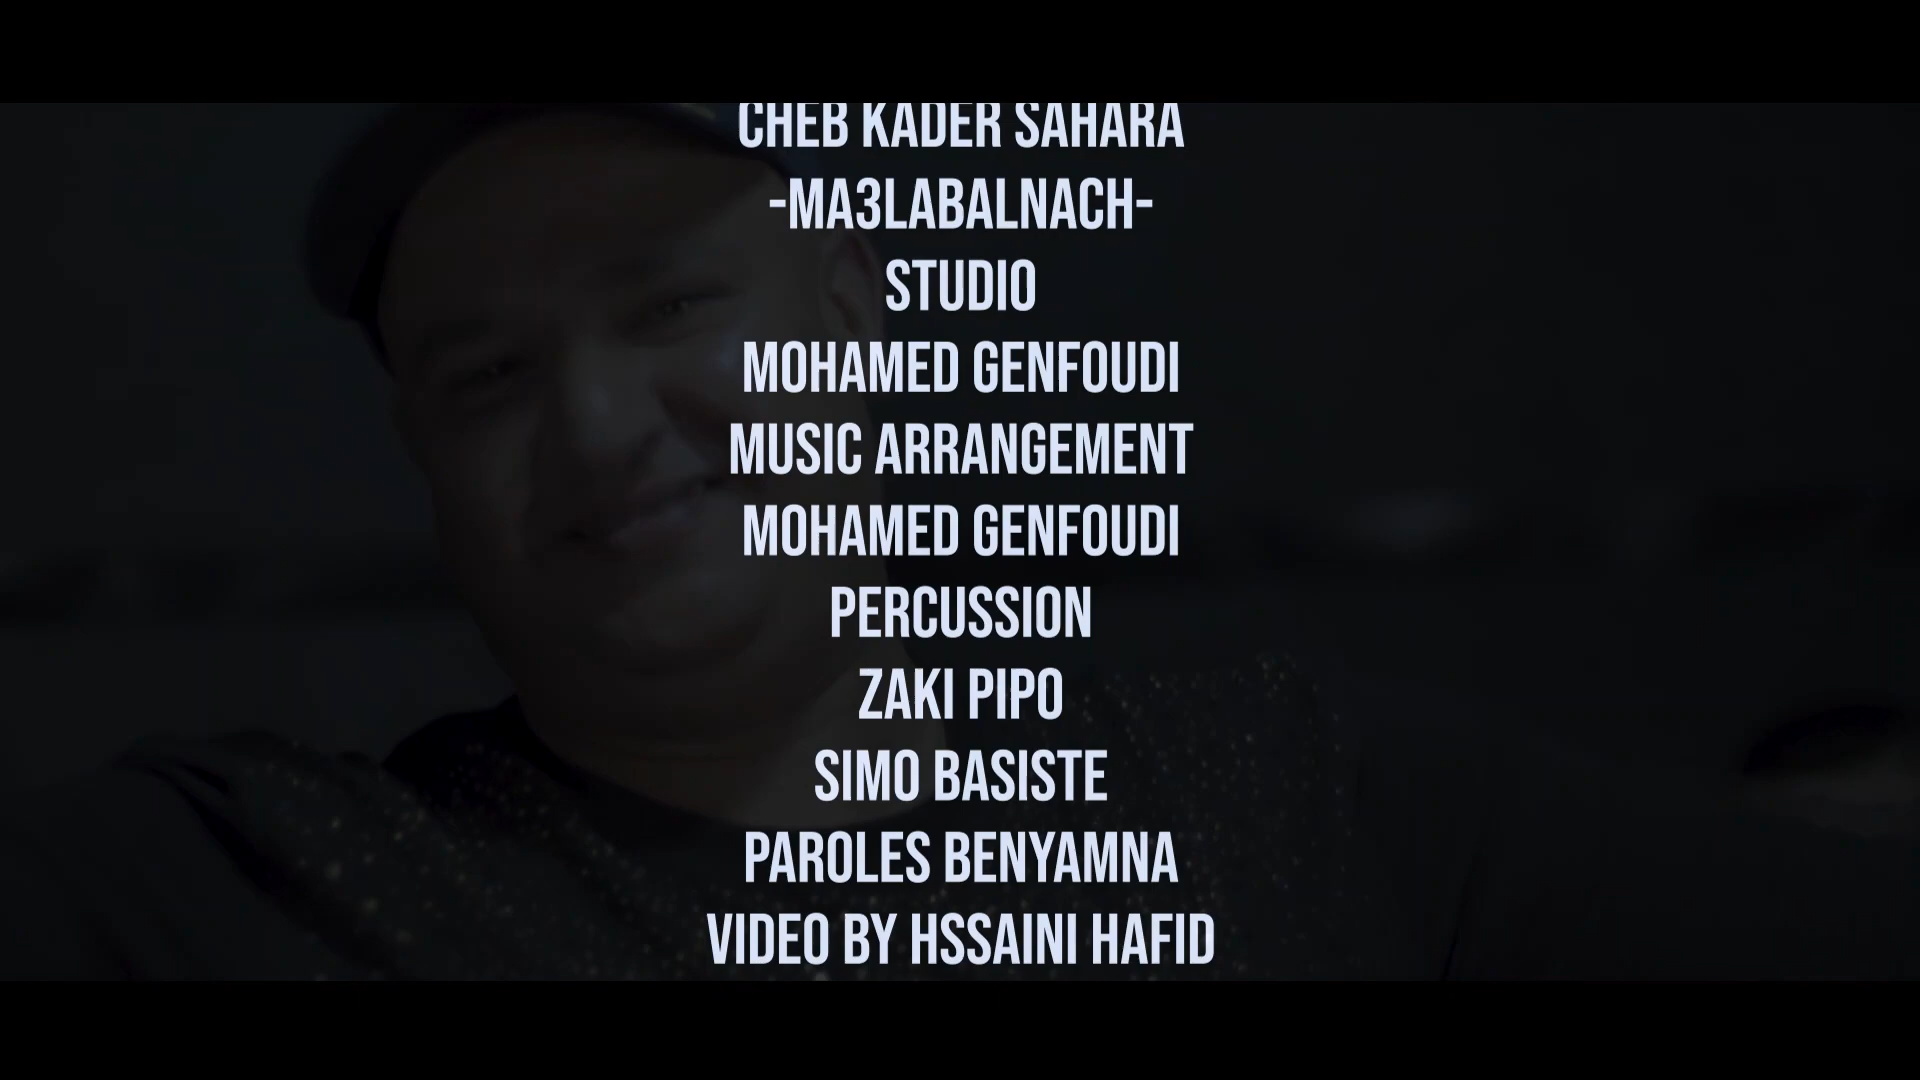 CHEB KADER SAHARA
-MA3LABALNACH-
STUDIO
MOHAMED GENFOUDI
MUSIC ARRANGEMENT
MOHAMED GENFOUDI
PERCUSSION
ZAKI PIPO
SIMO BASISTE
PAROLES BENYAMNA
VIDEO BY HSSAINI HAFID